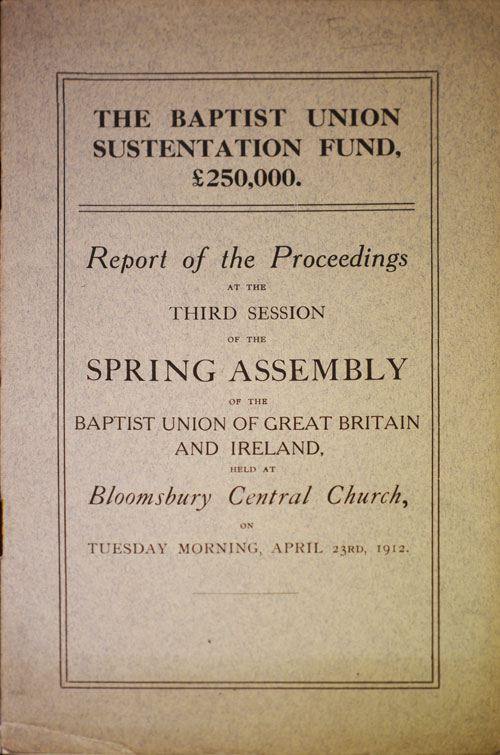 THE BAPTIST UNION
SUSTENTATION FUND,
£250,000.
Report of the Proceedings
AT THE
THIRD SESSION
OF THE
SPRING ASSEMBLY
OF THE
BAPTIST UNION OF GREAT BRITAIN
AND IRELAND,
HELD AT
Bloomsbury Central Church,
ON
TUESDAY MORNING, APRIL 23RD, 1912.